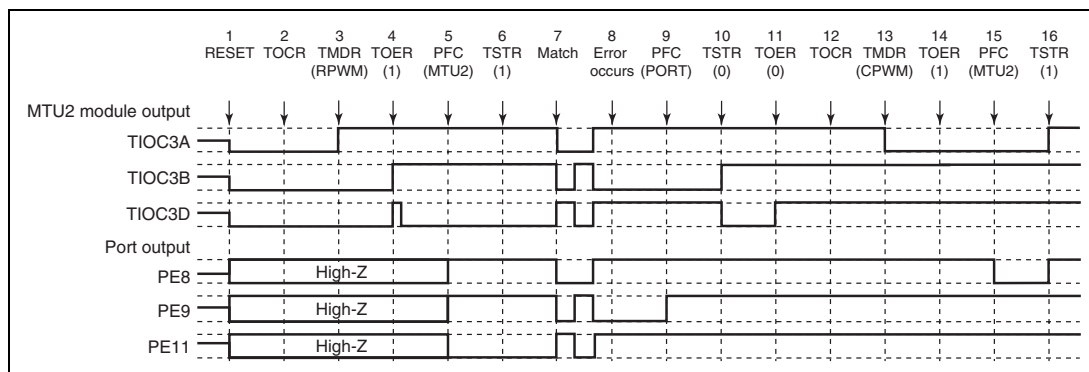 1 2 3 4 5 6 7 8 9 10 11 12 13 14 15 16
RESET TOCR TMDR TOER PFC TSTR Match Error PFC TSTR TOER TOCR TMDR TOER PFC TSTR
(RPWM) (1) (MTU2) (1) occurs (PORT) (0) (0) (CPWM) (1) (MTU2) (1)
MTU2 module output
TIOC3A
TIOC3B
TIOC3D
Port output
PE8 High-Z
PE9 High-Z
PE11 High-Z